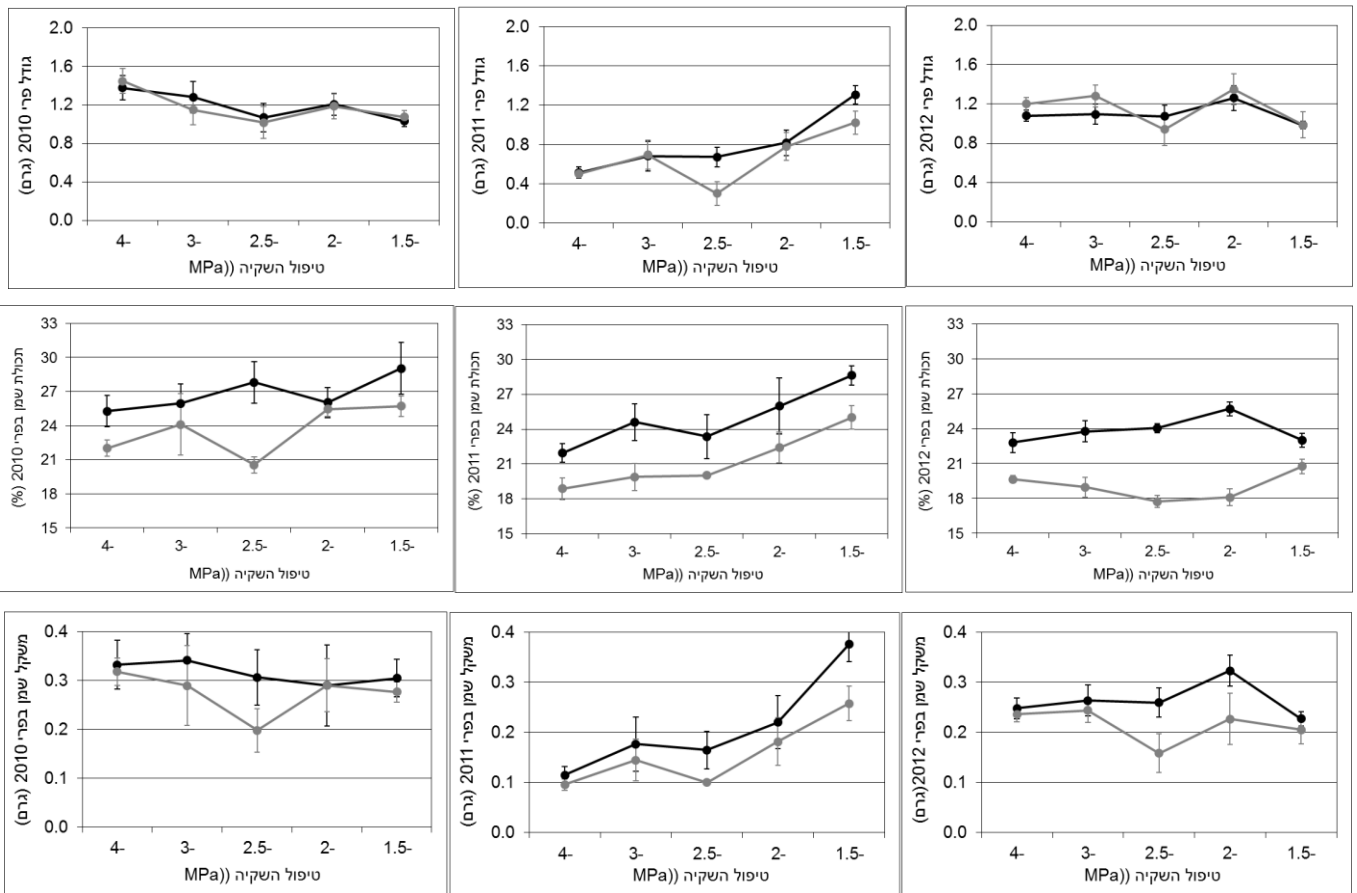 גודל פרי 2010 (גרם)
2.0
1.6
1.2
0.8
0.4
0.0
4- 3- 2.5- 2- 1.5-
טיפול השקיה ((MPa
גודל פרי 2011 (גרם)
2.0
1.6
1.2
0.8
0.4
0.0
4- 3- 2.5- 2- 1.5-
טיפול השקיה ((MPa
גודל פרי 2012 (גרם)
2.0
1.6
1.2
0.8
0.4
0.0
4- 3- 2.5- 2- 1.5-
טיפול השקיה ((MPa
תכולת שמן בפרי 2010 (%)
33
30
27
24
21
18
15
4- 3- 2.5- 2- 1.5-
טיפול השקיה ((MPa
תכולת שמן בפרי 2011 (%)
33
30
27
24
21
18
15
4- 3- 2.5- 2- 1.5-
טיפול השקיה ((MPa
תכולת שמן בפרי 2012 (%)
33
30
27
24
21
18
15
4- 3- 2.5- 2- 1.5-
טיפול השקיה ((MPa
משקל שמן בפרי 2010 (גרם)
0.4
0.3
0.2
0.1
0.0
4- 3- 2.5- 2- 1.5-
טיפול השקיה ((MPa
משקל שמן בפרי 2011 (גרם)
0.4
0.3
0.2
0.1
0.0
4- 3- 2.5- 2- 1.5-
טיפול השקיה ((MPa
משקל שמן בפרי 2012(גרם)
0.4
0.3
0.2
0.1
0.0
4- 3- 2.5- 2- 1.5-
טיפול השקיה ((MPa